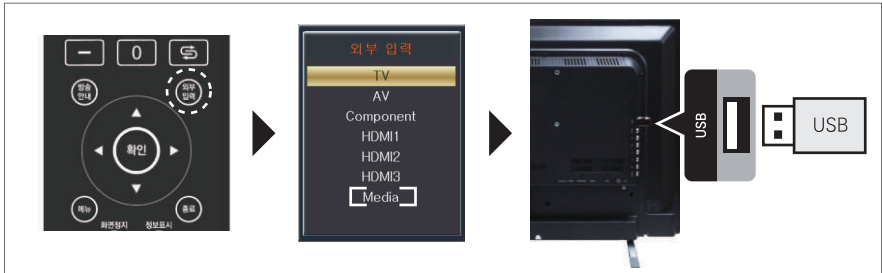 0
방송
안내
외부
입력
확인
메뉴
종료
화면정지 정보표시
외부 입력
TV
AV
Component
HDMI1
HDMI2
HDMI3
Media
USB
USB